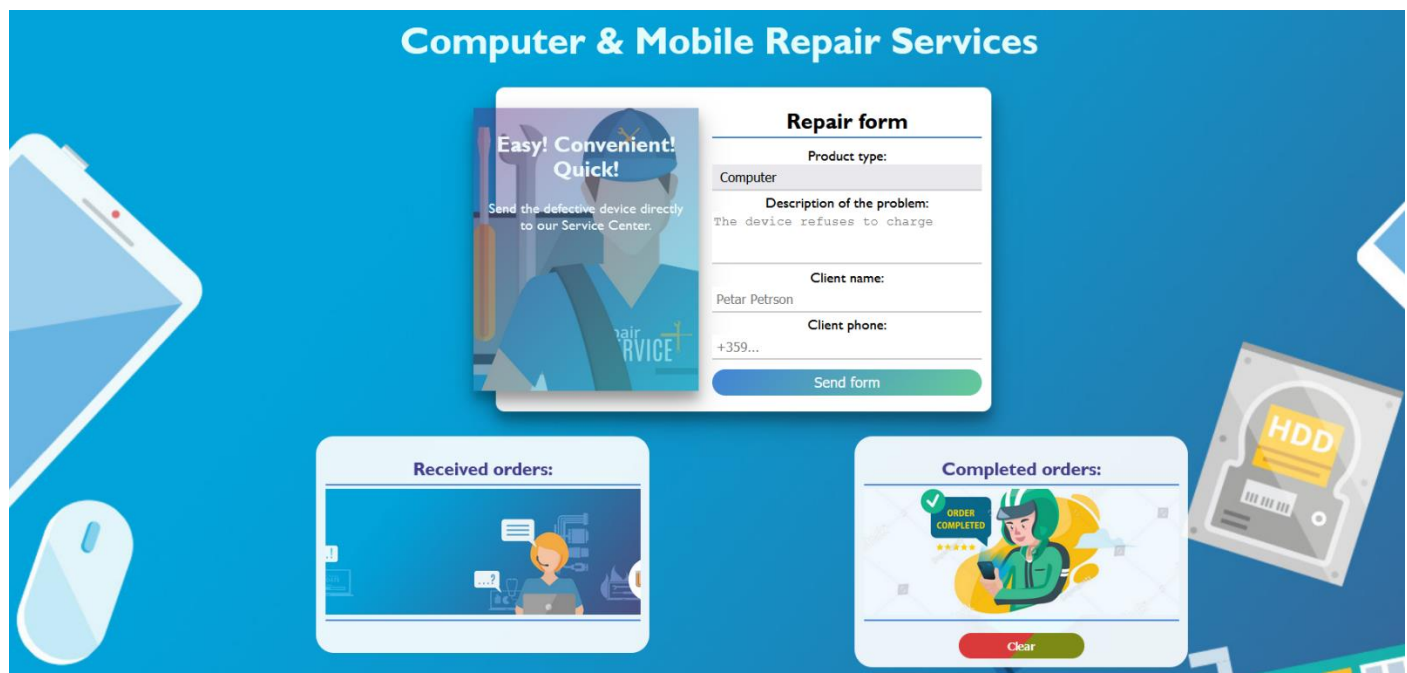 Computer & Mobile Repair Services
Easy! Convenient!
Quick!
Send the defective device directly
to our Service Center.
pair
ERVICE
Repair form
Product type:
Computer
Description of the problem:
The device refuses to charge
Client name:
Petar Petrson
Client phone:
+359...
Send form
HDD
Received orders:
..!
...?
Completed orders:
ORDER
COMPLETED
Clear